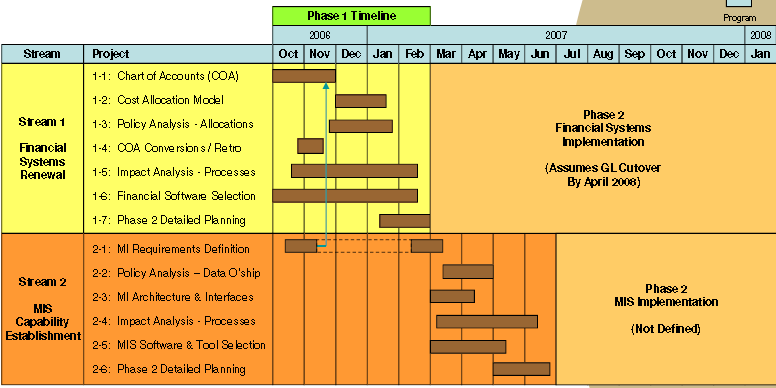 Program
Phase 1 Timeline
2006 2007 2008
Stream Project Oct Nov Dec Jan Feb Mar Apr May Jun Jul Aug Sep Oct Nov Dec Jan
Stream 1
Financial
Systems
Renewal
1-1: Chart of Accounts (COA)
1-2: Cost Allocation Model
1-3: Policy Analysis - Allocations
1-4: COA Conversions / Retro
1-5: Impact Analysis - Processes
1-6: Financial Software Selection
1-7: Phase 2 Detailed Planning
Phase 2
Financial Systems
Implementation
(Assumes GL Cutover
By April 2008)
Stream 2
MIS
Capability
Establishment
2-1: MI Requirements Definition
2-2: Policy Analysis – Data O'ship
2-3: MI Architecture & Interfaces
2-4: Impact Analysis - Processes
2-5: MIS Software & Tool Selection
2-6: Phase 2 Detailed Planning
Phase 2
MIS Implementation
(Not Defined)